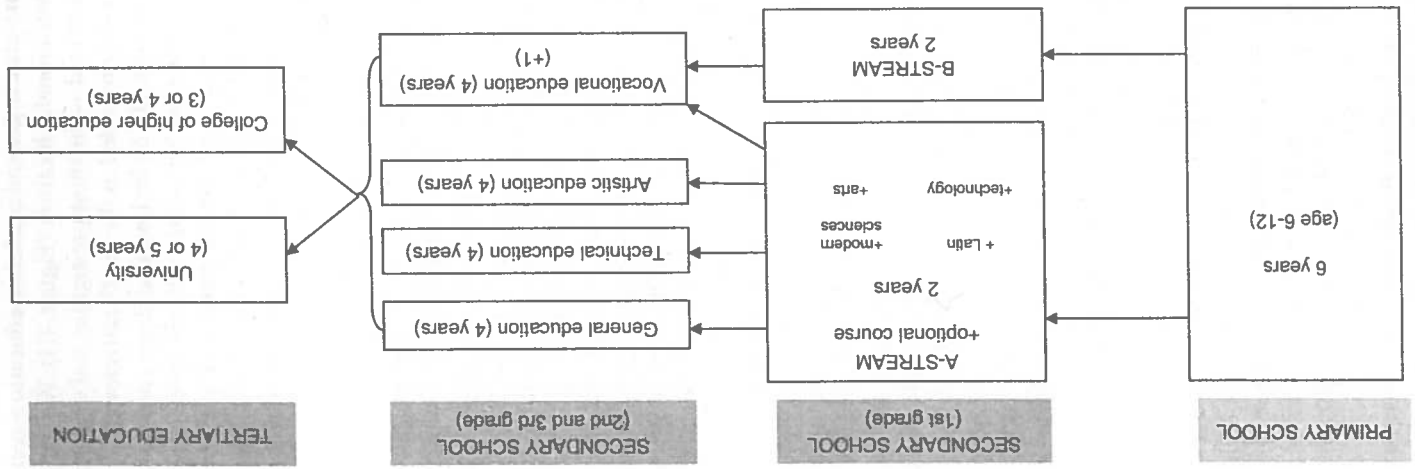 PRIMARY SCHOOL
6 years
(age 6-12)
SECONDARY SCHOOL
(1st grade)
A-STREAM
+optional course
2 years
+ Latin
+modern
sciences
+technology
+arts
B-STREAM
2 years
SECONDARY SCHOOL
(2nd and 3rd grade)
General education (4 years)
Technical education (4 years)
Artistic education (4 years)
Vocational education (4 years)
(+1)
TERTIARY EDUCATION
University
(4 or 5 years)
College of higher education
(3 or 4 years)